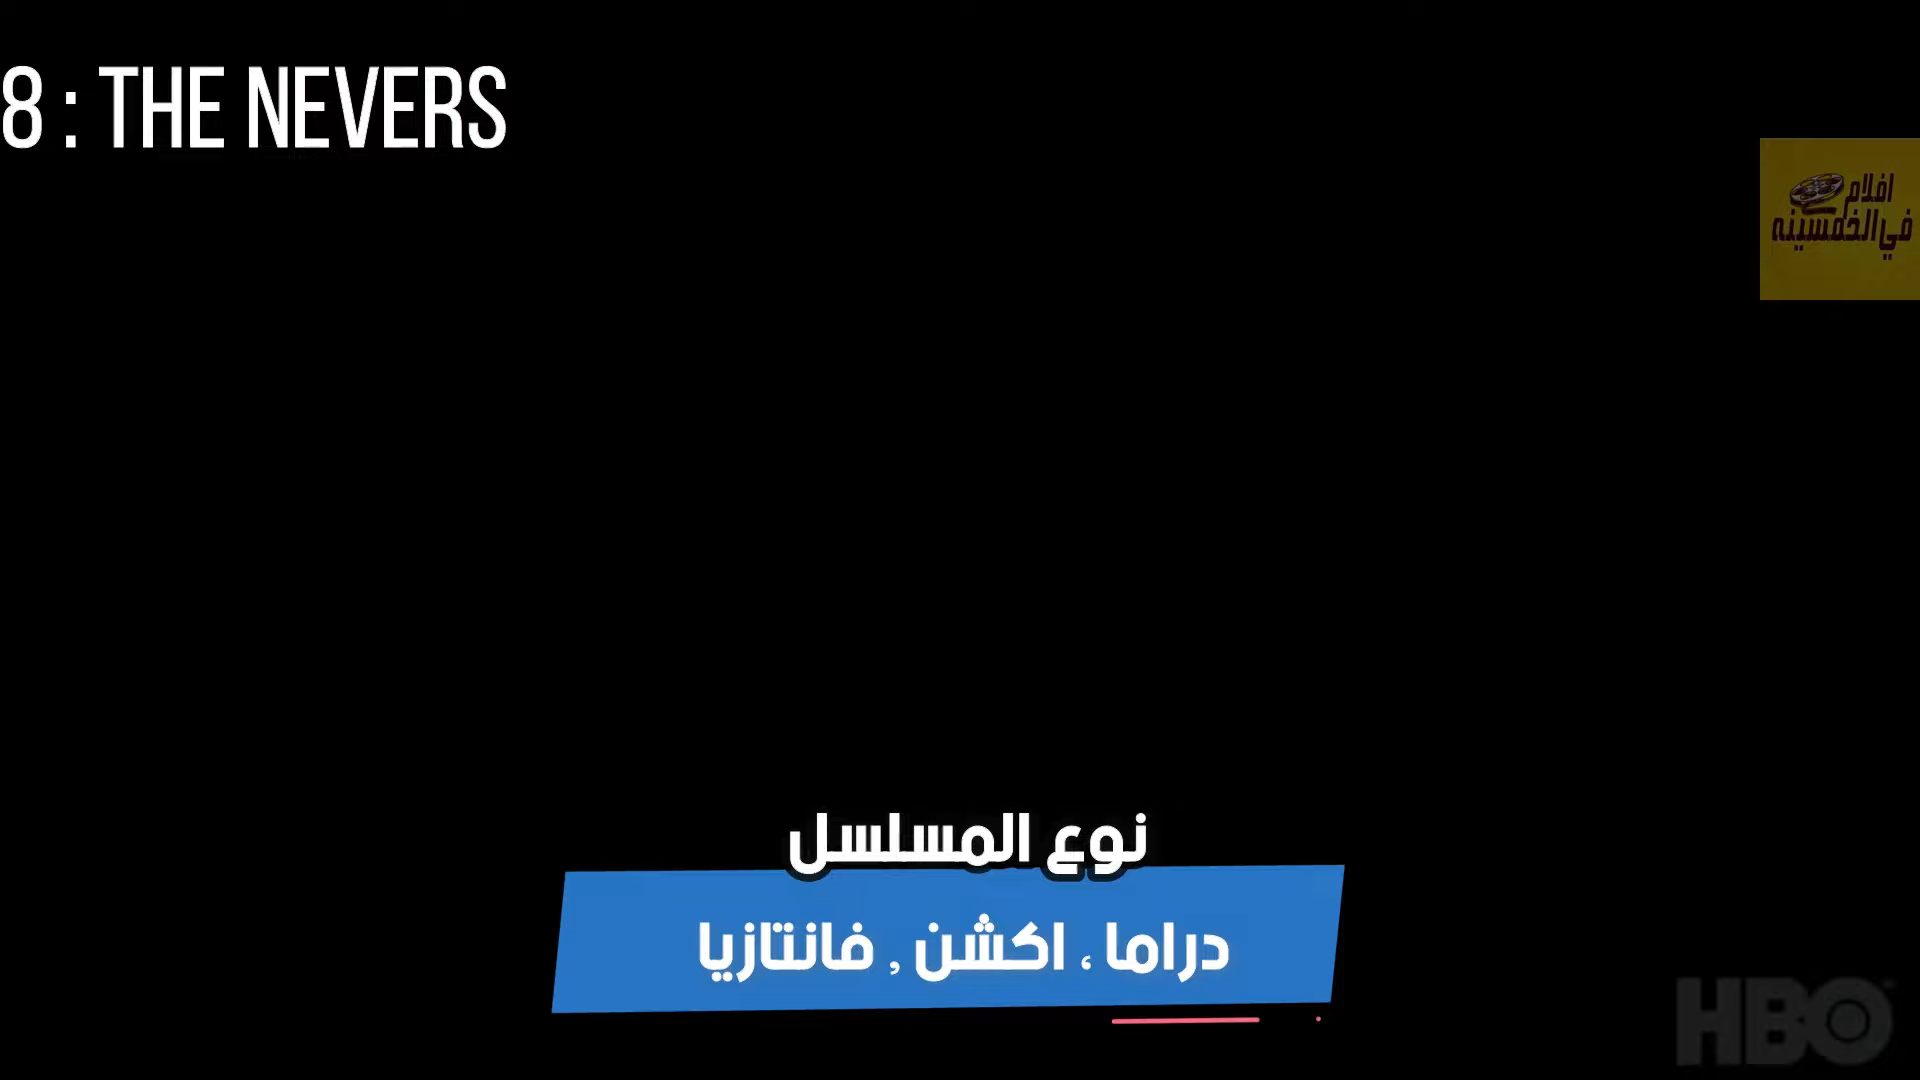 8 : THE NEVERS
افلام
في الخمسينه
نوع المسلسل
دراما ، اكشن , فانتازيا
HBO